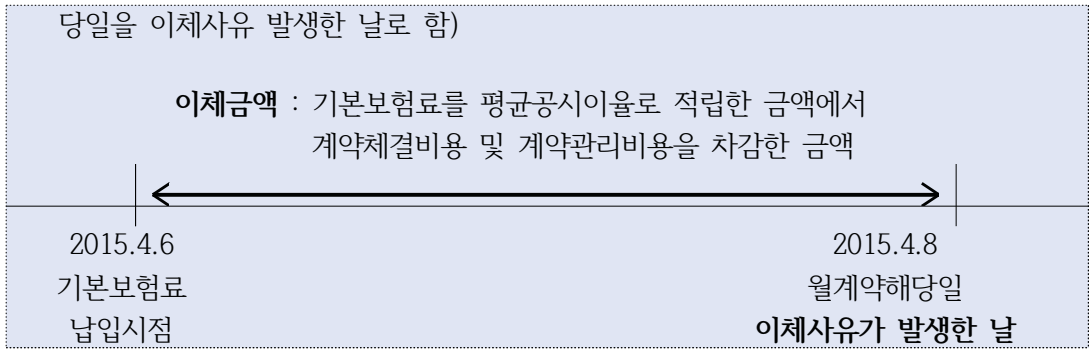 당일을 이체사유 발생한 날로 함)
이체금액 : 기본보험료를 평균공시이율로 적립한 금액에서
계약체결비용 및 계약관리비용을 차감한 금액
2015.4.6
기본보험료
납입시점
2015.4.8
월계약해당일
이체사유가 발생한 날